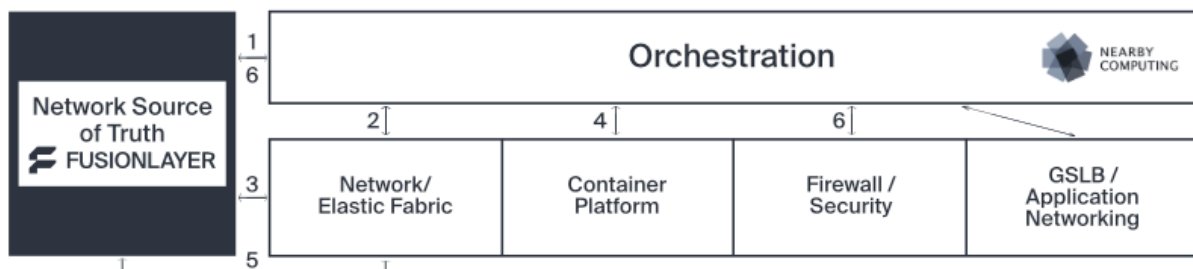 Network Source
of Truth
FUSIONLAYER
1
6
Orchestration
NEARBY
COMPUTING
2
4
6
3
Network/
Elastic Fabric
Container
Platform
Firewall /
Security
GSLB /
Application
Networking
5